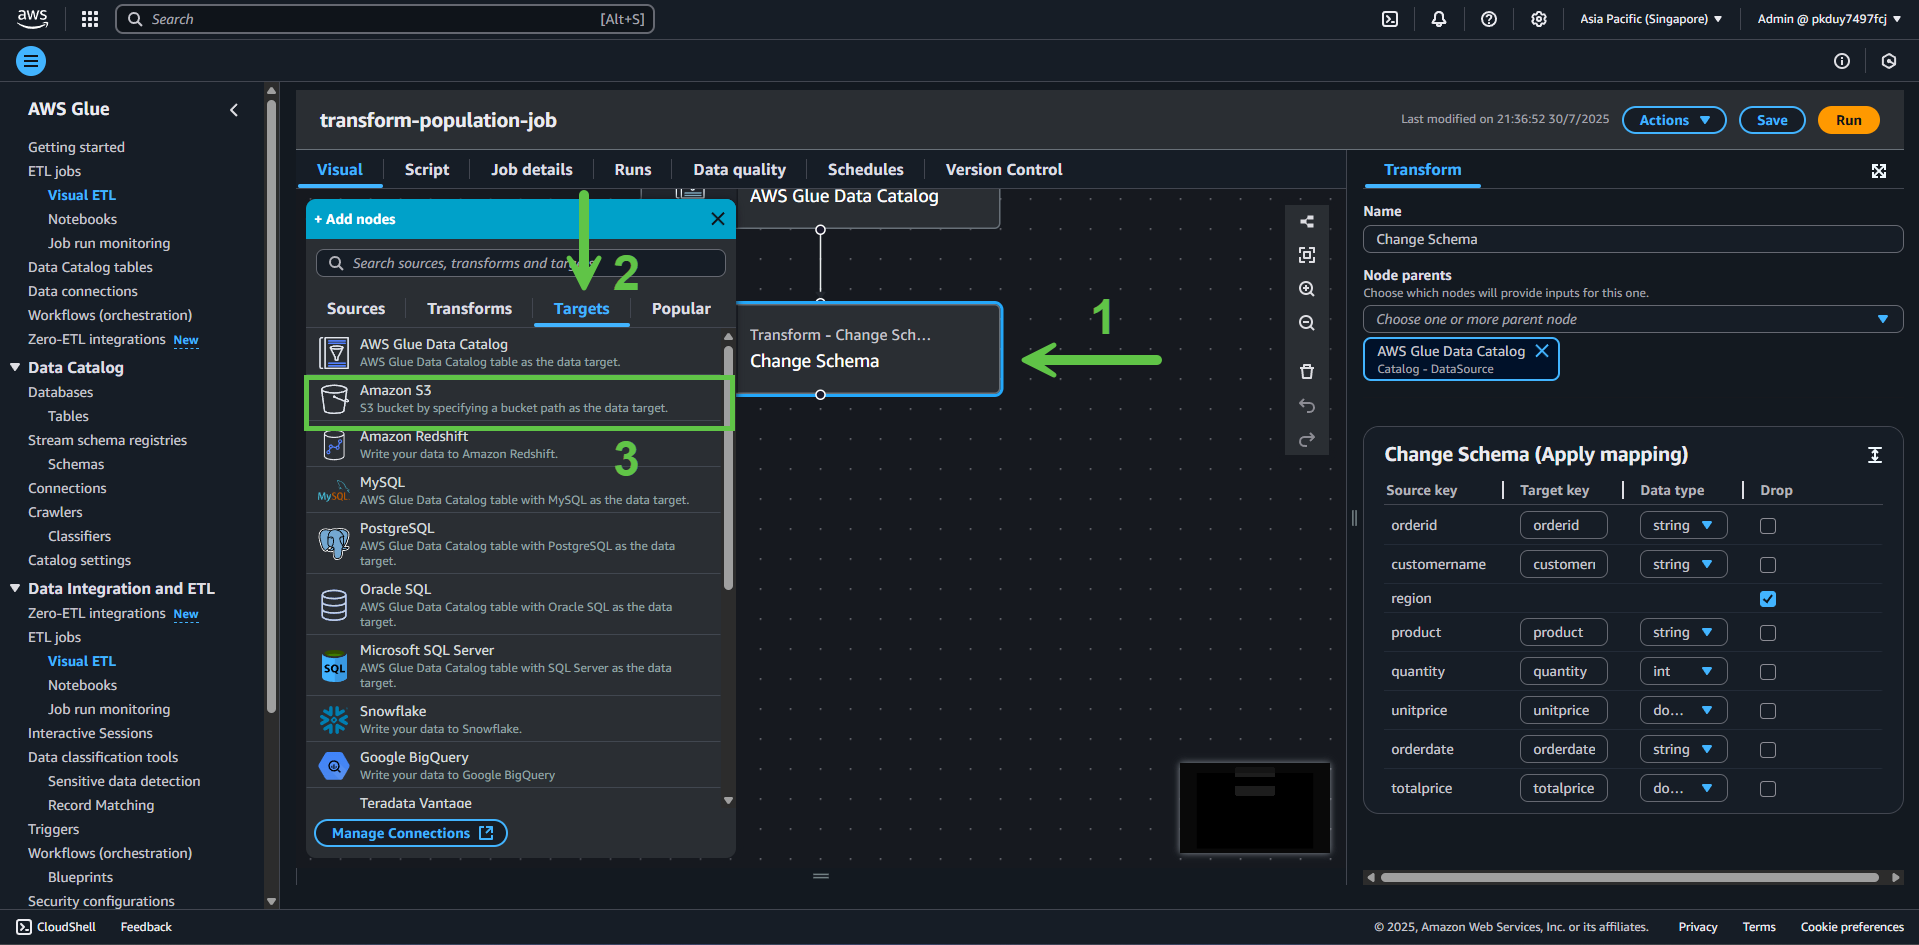 aws
Search
[Alt+S]
Asia Pacific (Singapore)
Admin @ pkduy7497fcj
AWS Glue
Getting started
ETL jobs
Visual ETL
Notebooks
Job run monitoring
Data Catalog tables
Data connections
Workflows (orchestration)
Zero-ETL integrations New
Data Catalog
Databases
Tables
Stream schema registries
Schemas
Connections
Crawlers
Classifiers
Catalog settings
Data Integration and ETL
Zero-ETL integrations New
ETL jobs
Visual ETL
Notebooks
Job run monitoring
Interactive Sessions
Data classification tools
Sensitive data detection
Record Matching
Triggers
Workflows (orchestration)
Blueprints
Security configurations
transform-population-job
Last modified on 21:36:52 30/7/2025
Actions
Save
Run
Visual
Script
Job details
Runs
Data quality
Schedules
Version Control
+ Add nodes
Search sources, transforms and
2
Sources
Transforms
Targets
Popular
AWS Glue Data Catalog
AWS Glue Data Catalog table as the data target.
Amazon S3
S3 bucket by specifying a bucket path as the data target.
Amazon Redshift
Write your data to Amazon Redshift.
3
MySQL
MySQL
AWS Glue Data Catalog table with MySQL as the data target.
PostgreSQL
AWS Glue Data Catalog table with PostgreSQL as the data
target.
Oracle SQL
AWS Glue Data Catalog table with Oracle SQL as the data
target.
SQL
Microsoft SQL Server
AWS Glue Data Catalog table with SQL Server as the data
target.
Snowflake
Write your data to Snowflake.
Google BigQuery
Write your data to Google BigQuery
Teradata Vantage
Manage Connections
AWS Glue Data Catalog
Transform - Change Sch...
Change Schema
1
Transform
Name
Change Schema
Node parents
Choose which nodes will provide inputs for this one.
Choose one or more parent node
AWS Glue Data Catalog
Catalog - DataSource
Change Schema (Apply mapping)
Source key
Target key
Data type
Drop
orderid orderid string
customername customer string
region
product product string
quantity quantity int
unitprice unitprice do...
orderdate orderdate string
totalprice totalprice do...
CloudShell
Feedback
© 2025, Amazon Web Services, Inc. or its affiliates.
Privacy
Terms
Cookie preferences